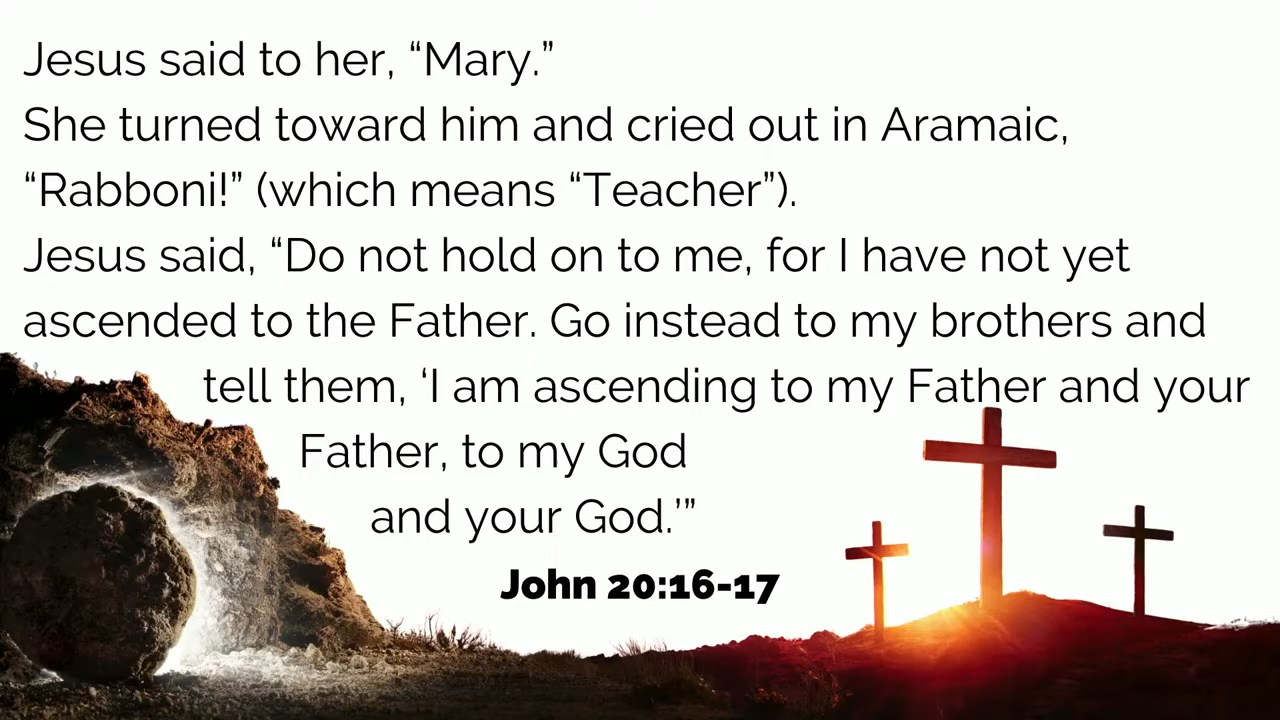 Jesus said to her, “Mary.”
She turned toward him and cried out in Aramaic,
“Rabboni!” (which means “Teacher”).
Jesus said, “Do not hold on to me, for I have not yet
ascended to the Father. Go instead to my brothers and
tell them, ‘I am ascending to my Father and your
Father, to my God
and your God.’”
John 20:16-17